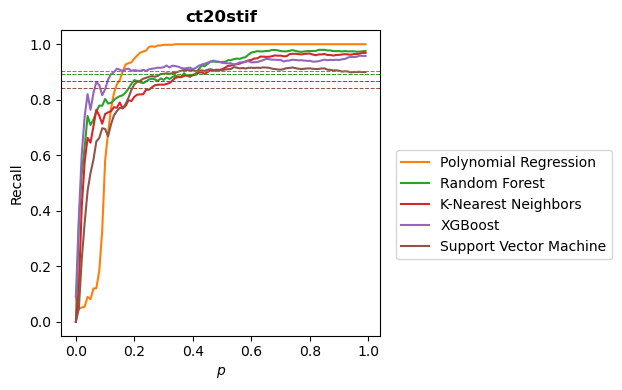 ct20stif
Recall
1.0
0.8
0.6
0.4
0.2
0.0
0.0 0.2 0.4 0.6 0.8 1.0
p
Polynomial Regression
Random Forest
K-Nearest Neighbors
XGBoost
Support Vector Machine